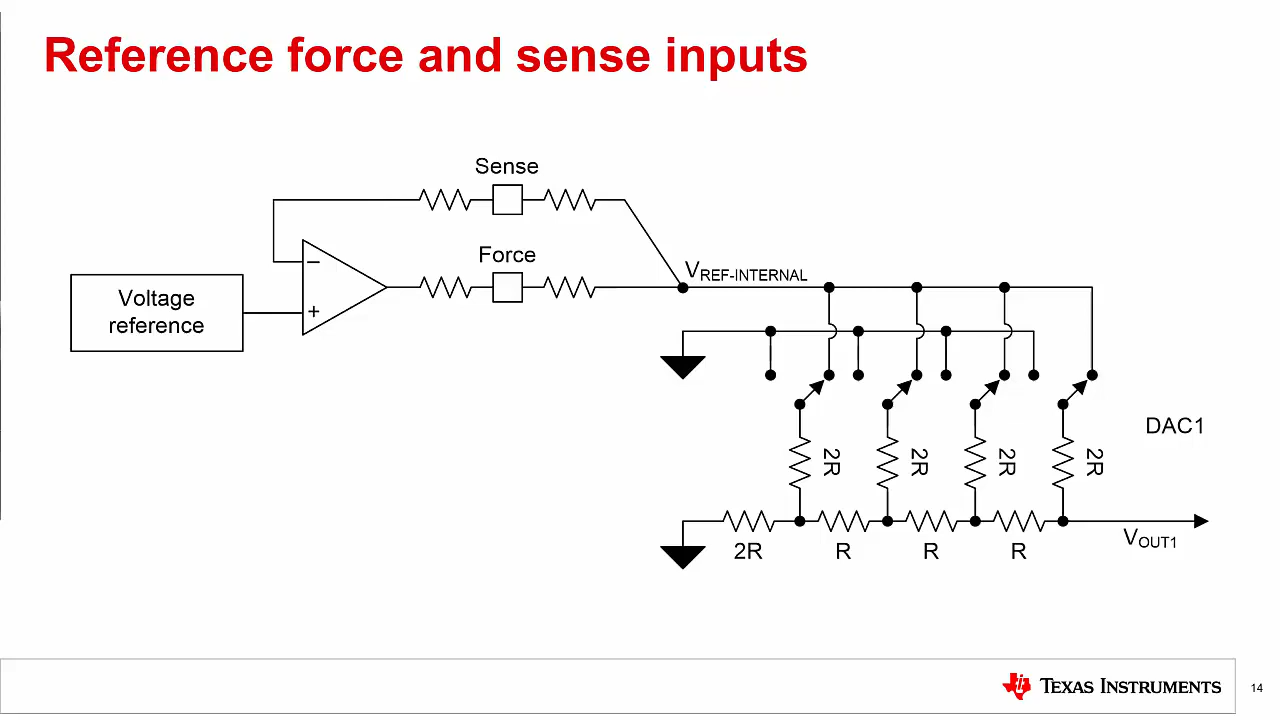 Reference force and sense inputs
Sense
Force
Voltage
reference
−
+
VREF-INTERNAL
DAC1
2R
2R
2R
2R
2R
R
R
R
VOUT1
TEXAS INSTRUMENTS
14